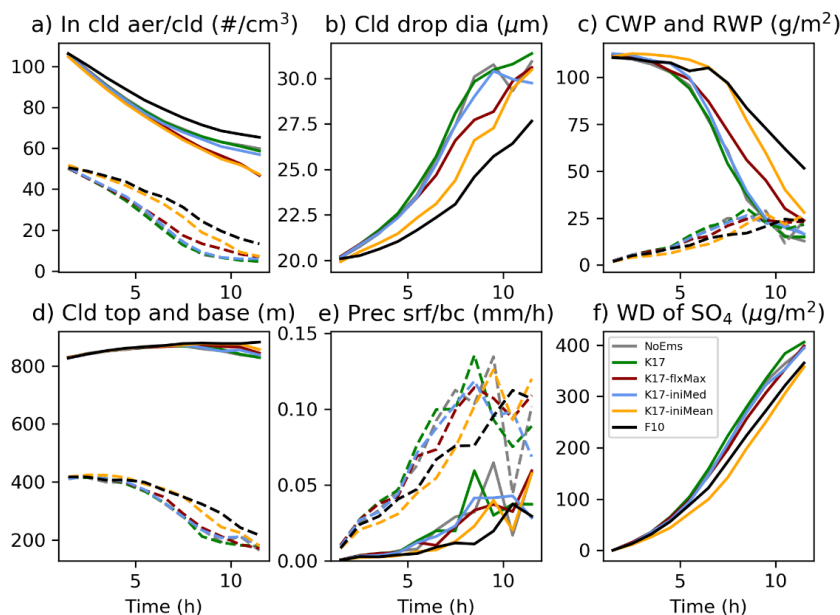 a) In cld aer/cld (#/cm³)
b) Cld drop dia (μm)
c) CWP and RWP (g/m²)
100
80
60
40
20
0
5
10
30.0
27.5
25.0
22.5
20.0
5
10
100
75
50
25
0
5
10
d) Cld top and base (m)
e) Prec srf/bc (mm/h)
f) WD of SO₄ (μg/m²)
800
600
400
200
5
10
Time (h)
0.15
0.10
0.05
0.00
5
10
Time (h)
400
300
200
100
0
NoEms
K17
K17-flxMax
K17-iniMed
K17-iniMean
F10
5
10
Time (h)